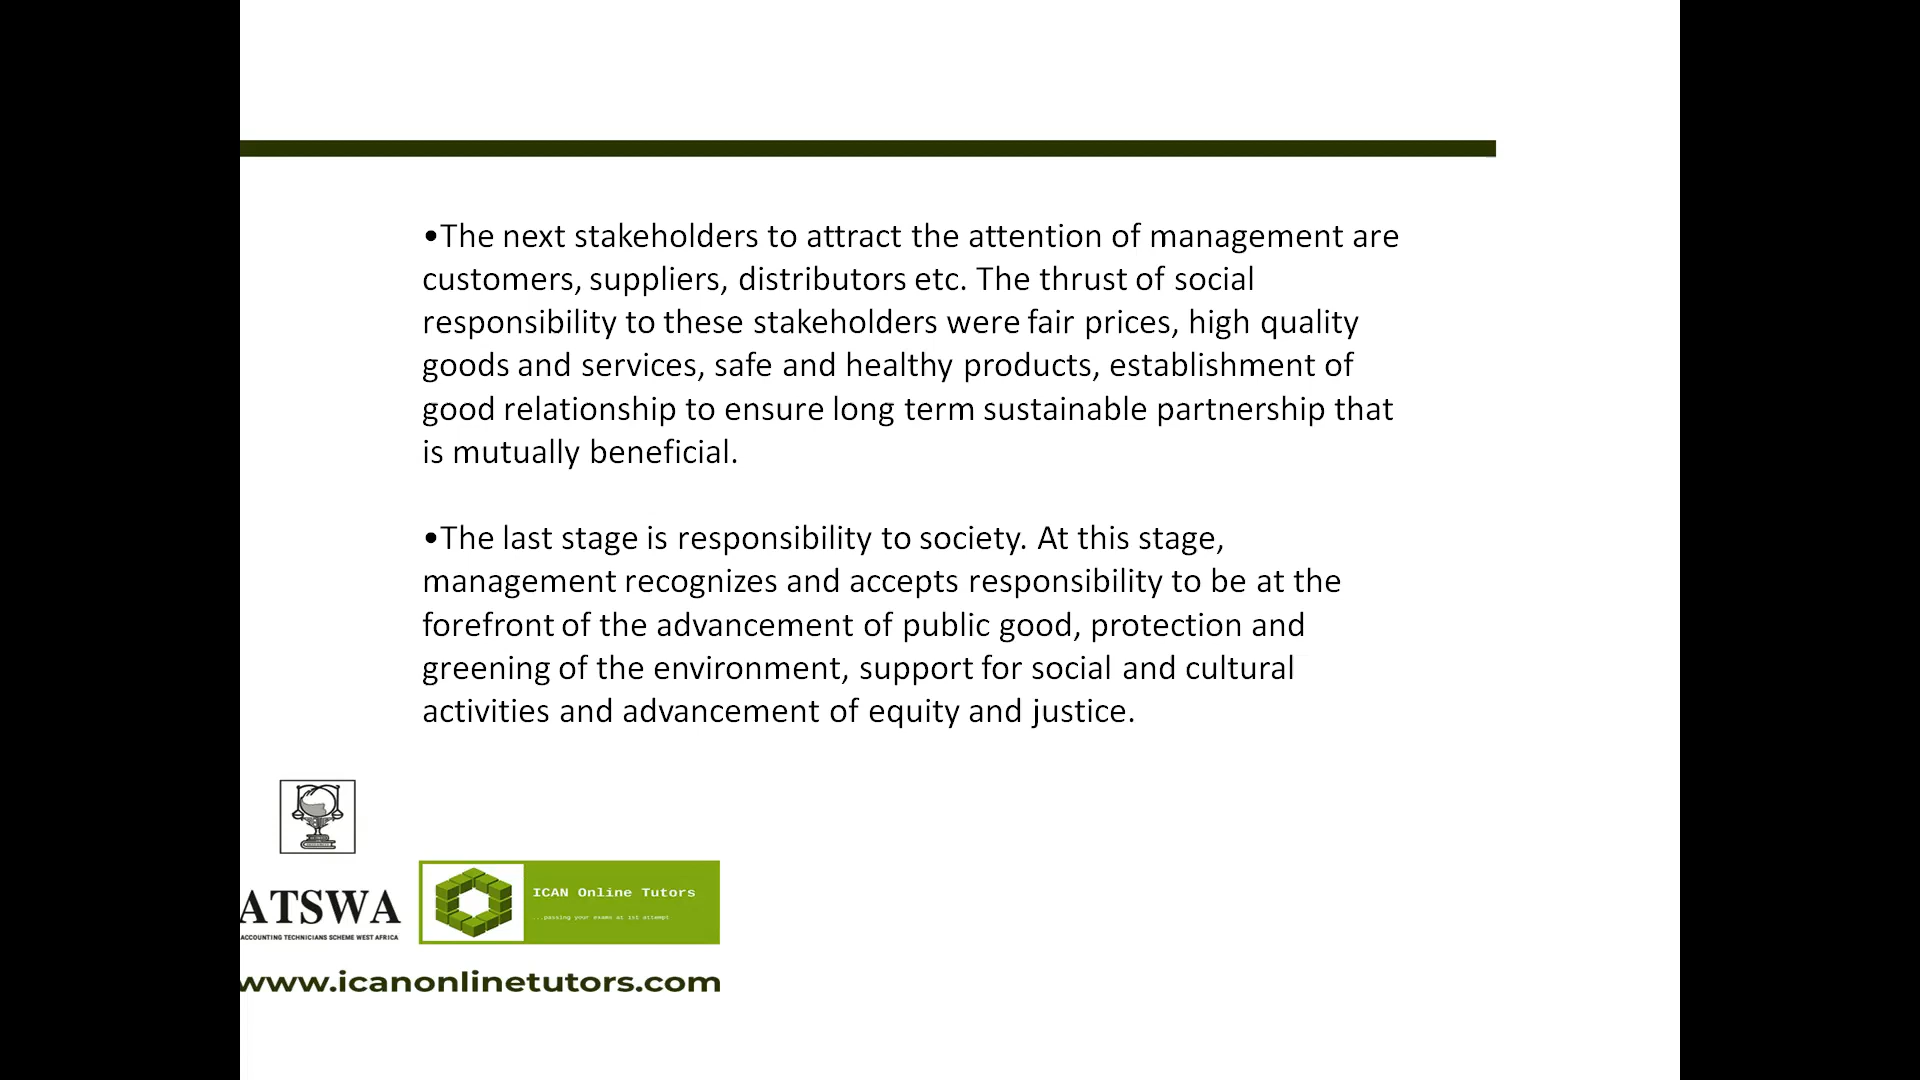 •The next stakeholders to attract the attention of management are
customers, suppliers, distributors etc. The thrust of social
responsibility to these stakeholders were fair prices, high quality
goods and services, safe and healthy products, establishment of
good relationship to ensure long term sustainable partnership that
is mutually beneficial.
•The last stage is responsibility to society. At this stage,
management recognizes and accepts responsibility to be at the
forefront of the advancement of public good, protection and
greening of the environment, support for social and cultural
activities and advancement of equity and justice.
ATSWA
ACCOUNTING TECHNICIANS SCHEME WEST AFRICA
ICAN Online Tutors
...passing your exams at 1st attempt
www.icanonlinetutors.com